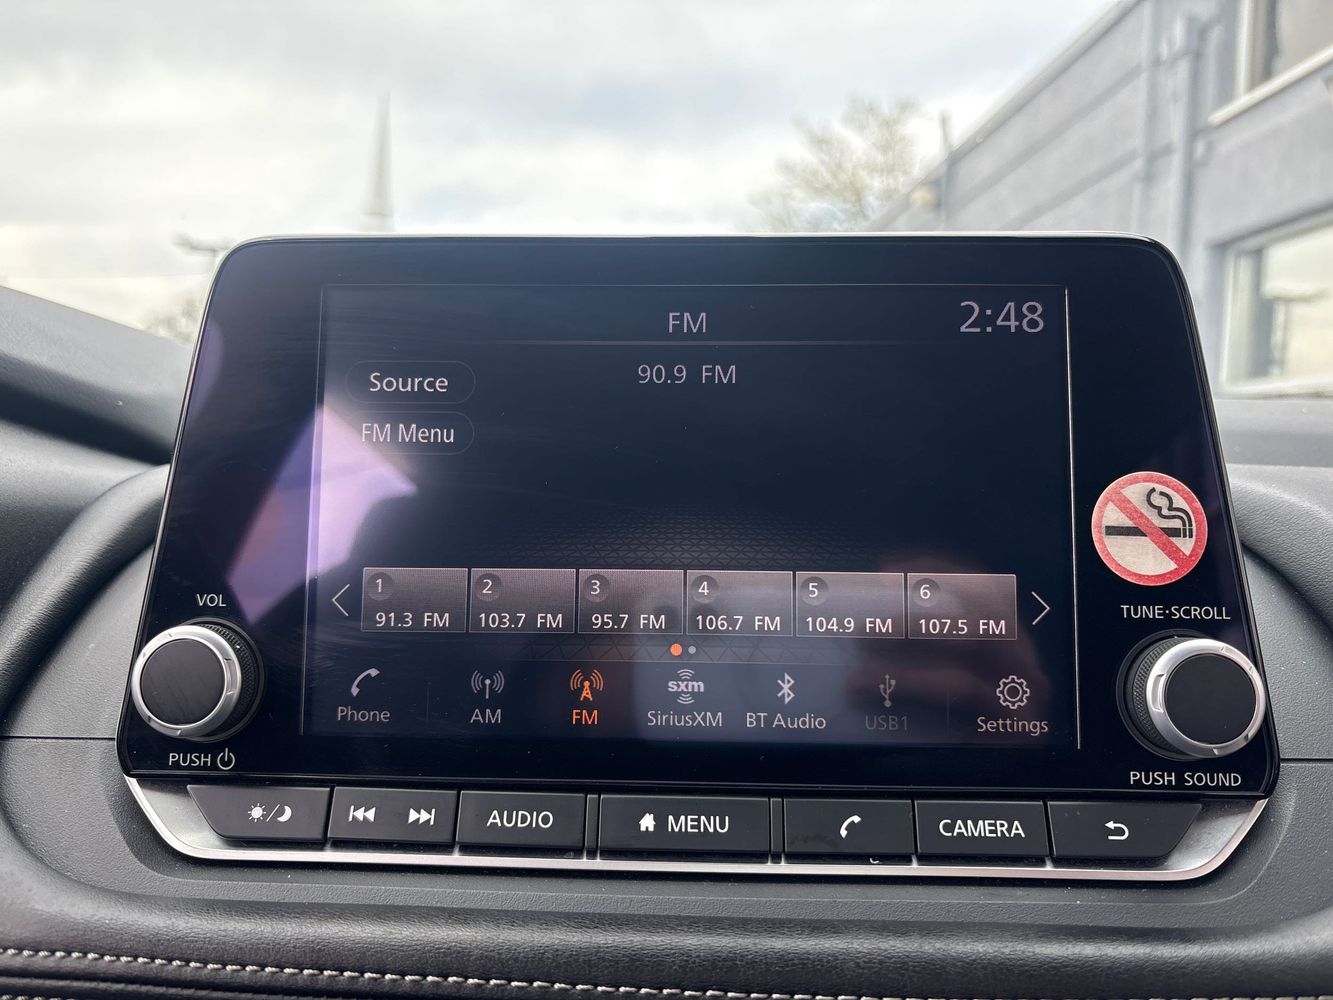 FM
2:48
90.9 FM
Source
FM Menu
1
91.3 FM
2
103.7 FM
3
95.7 FM
4
106.7 FM
5
104.9 FM
6
107.5 FM
Phone
AM
FM
sxm
SiriusXM
BT Audio
USB1
Settings
VOL
PUSH
TUNE·SCROLL
PUSH SOUND
AUDIO
MENU
CAMERA